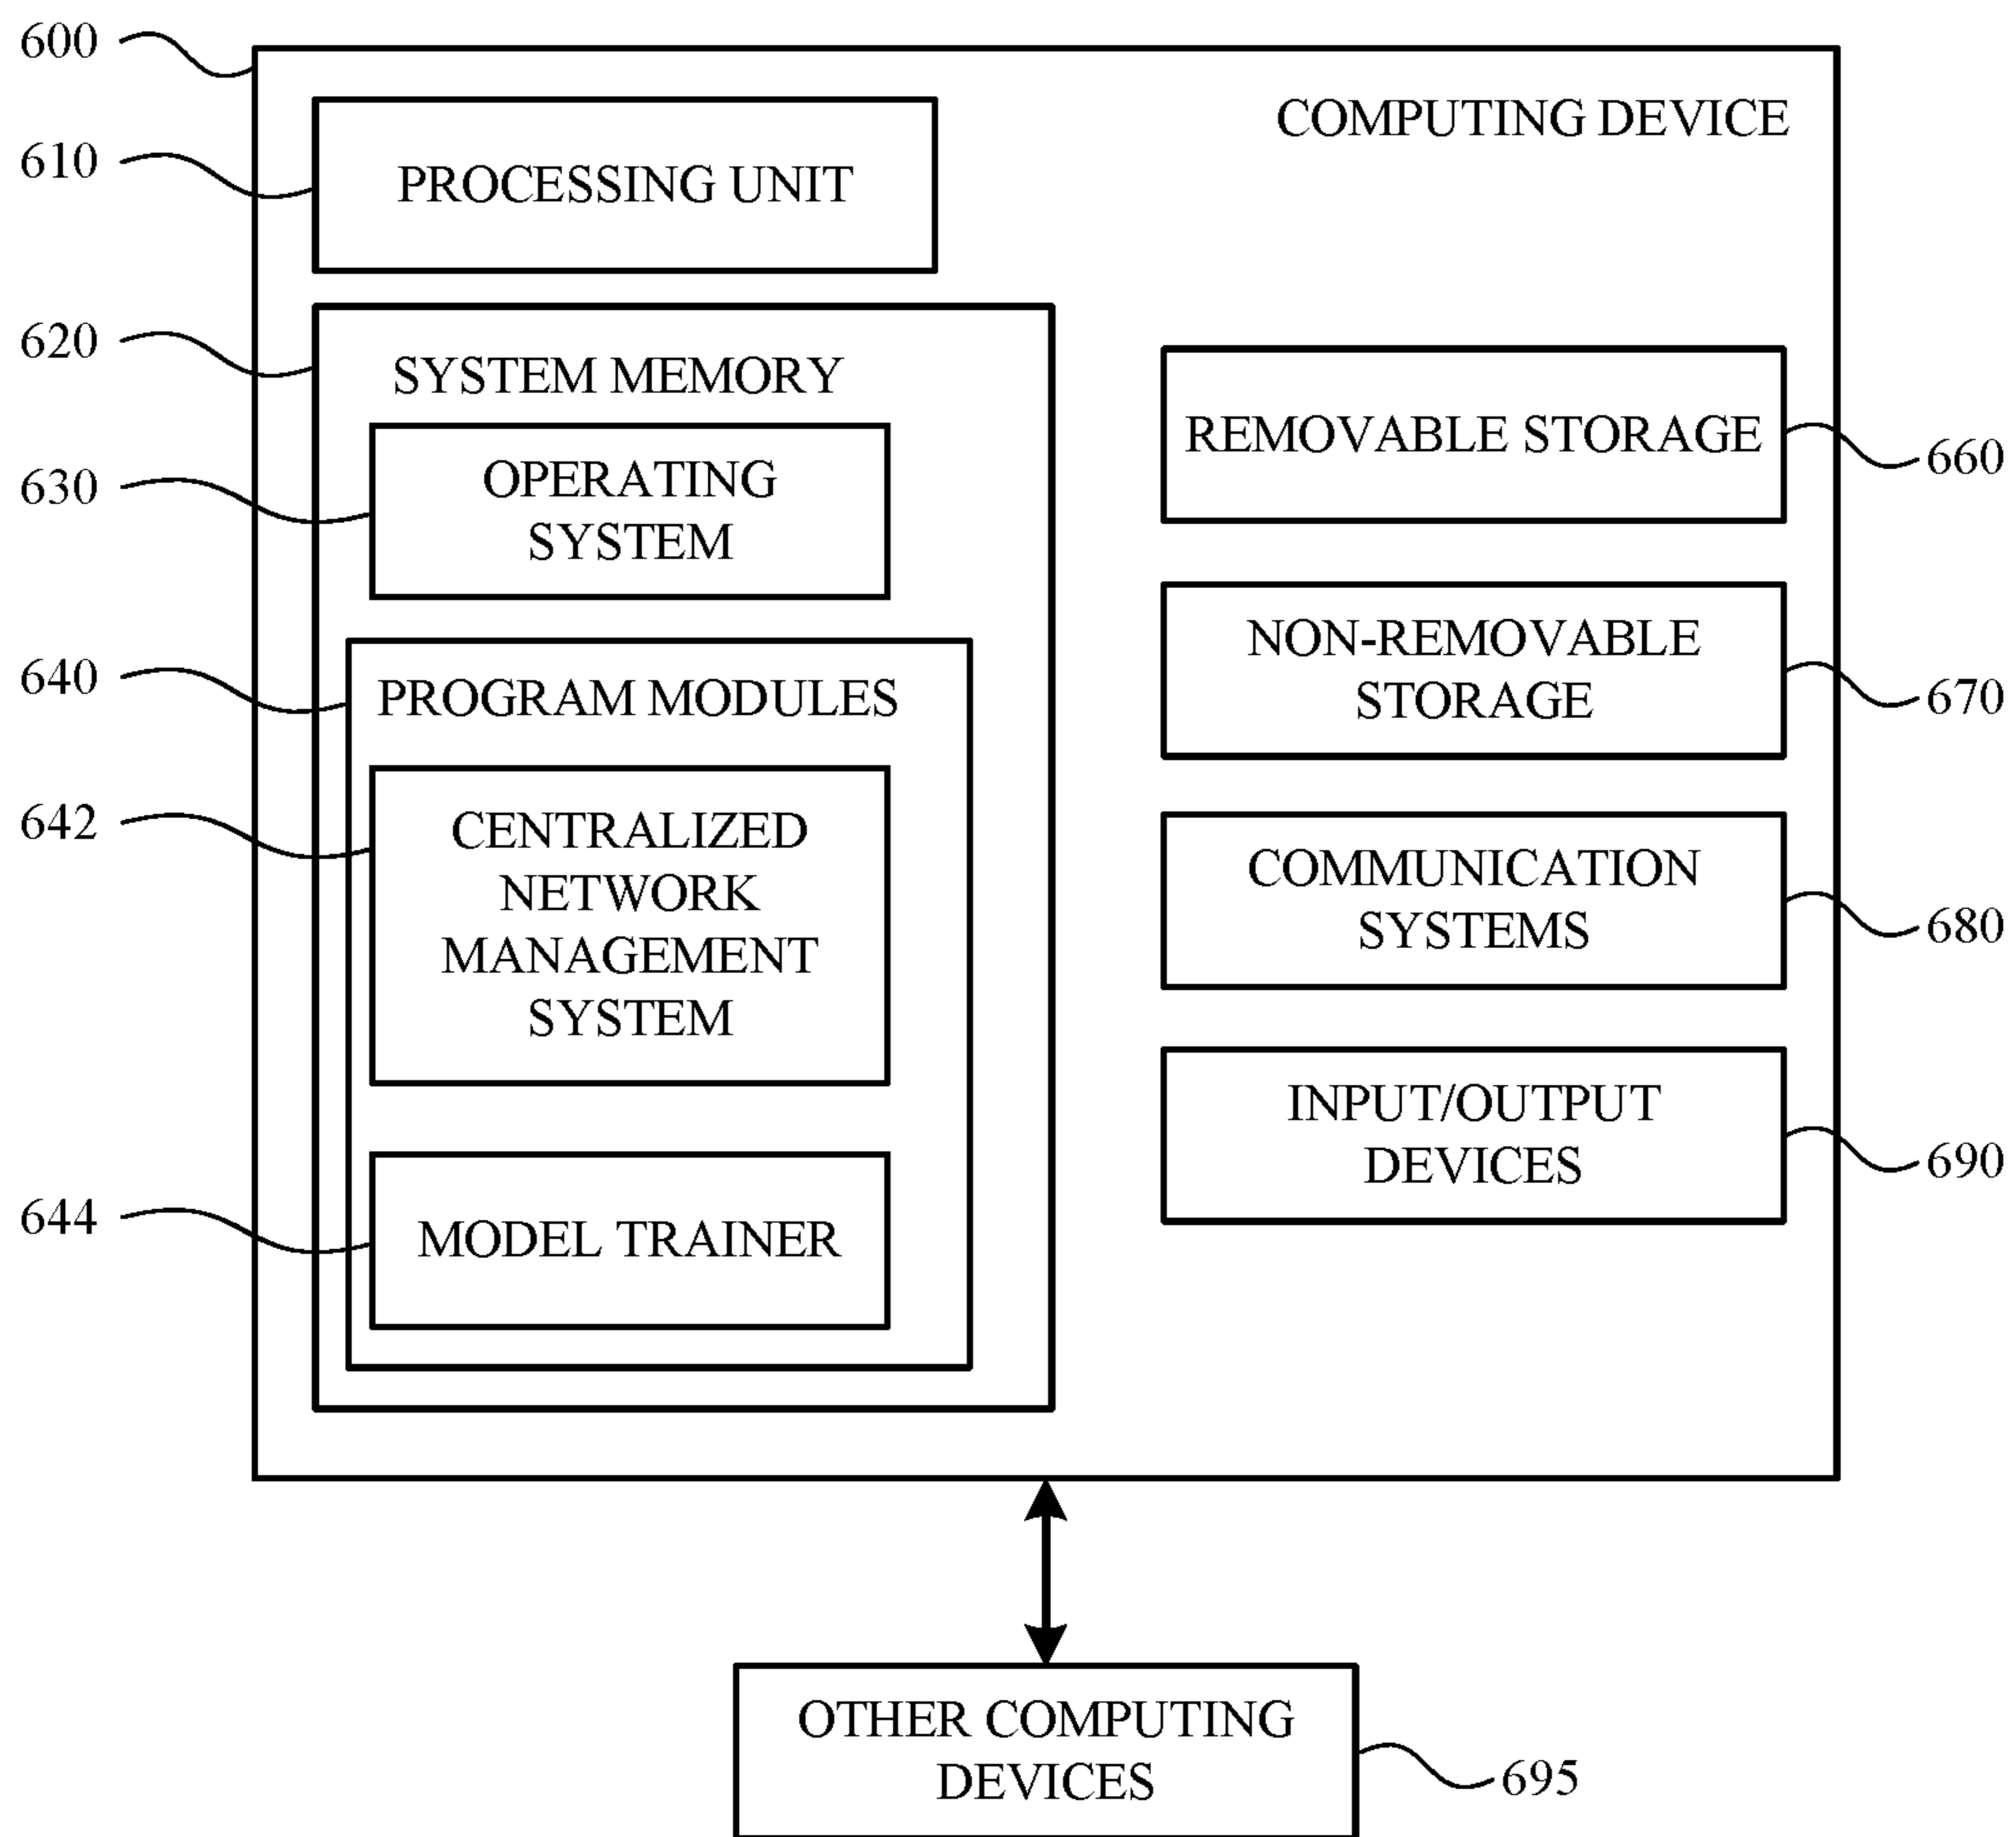 600
COMPUTING DEVICE
610
PROCESSING UNIT
620
SYSTEM MEMORY
630
OPERATING
SYSTEM
640
PROGRAM MODULES
642
CENTRALIZED
NETWORK
MANAGEMENT
SYSTEM
644
MODEL TRAINER
REMOVABLE STORAGE
660
NON-REMOVABLE
STORAGE
670
COMMUNICATION
SYSTEMS
680
INPUT/OUTPUT
DEVICES
690
OTHER COMPUTING
DEVICES
695